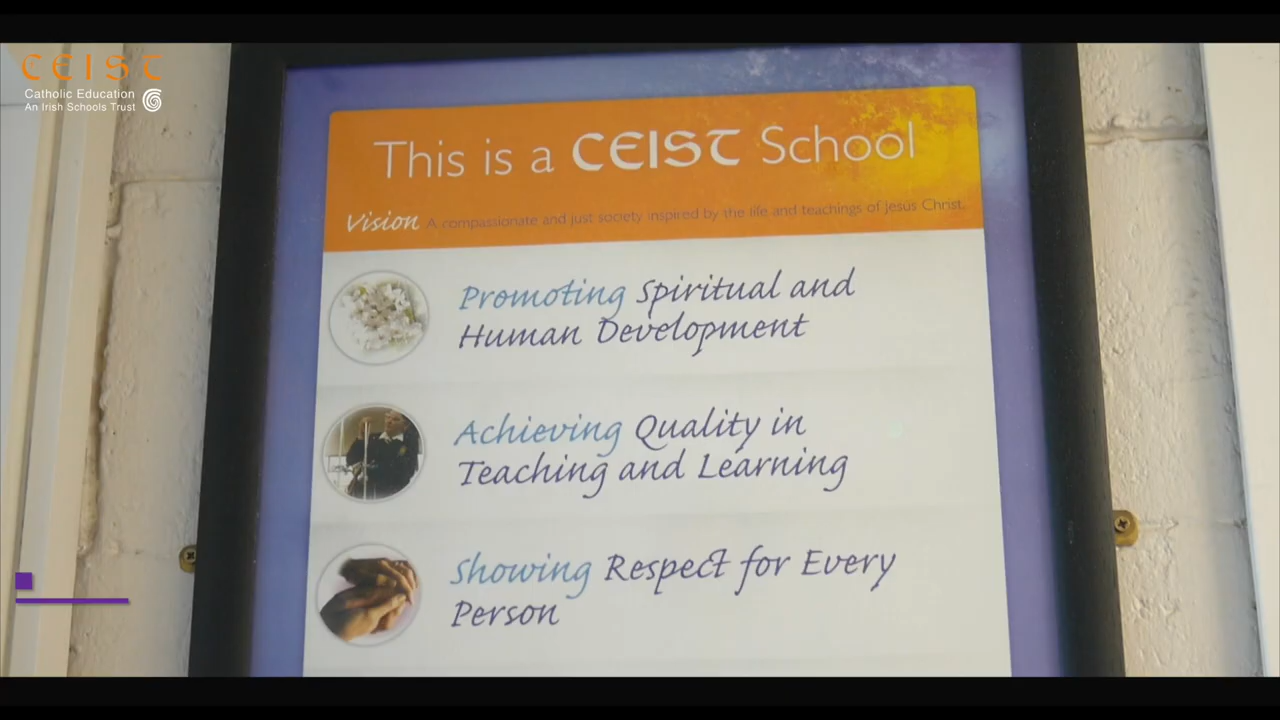 CEIST
Catholic Education
An Irish Schools Trust
This is a CEIST School
Vision A compassionate and just society inspired by the life and teachings of Jesus Christ.
Promoting Spiritual and
Human Development
Achieving Quality in
Teaching and Learning
Showing Respect for Every
Person